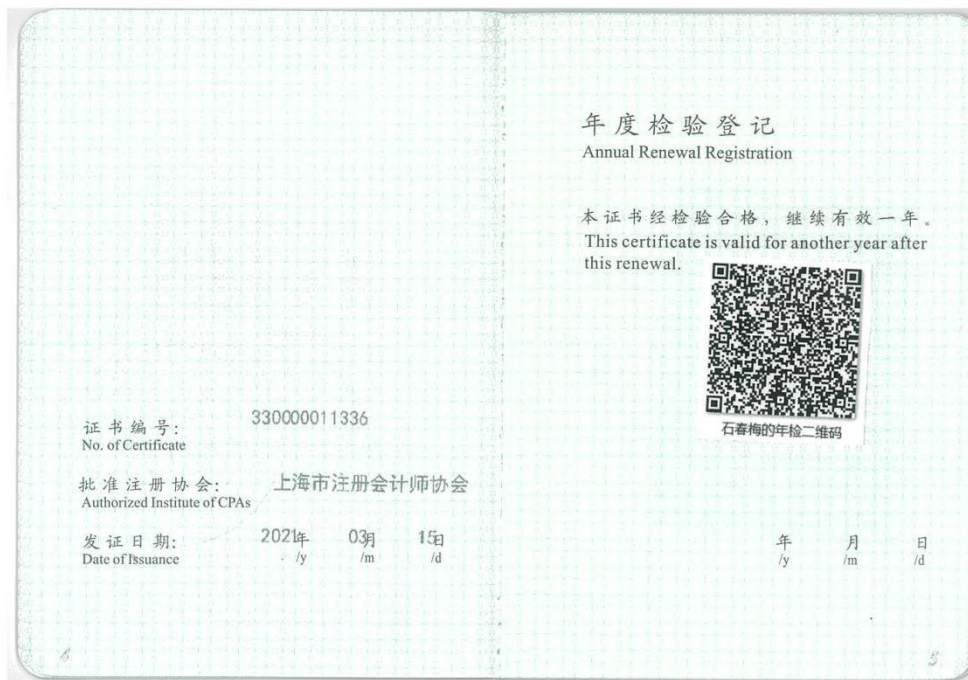 证书编号: 330000011336
No. of Certificate
批准注册协会: 上海市注册会计师协会
Authorized Institute of CPAs
发证日期: 2021年 03月 15日
Date of Issuance /y /m /d
4
年度检验登记
Annual Renewal Registration
本证书经检验合格，继续有效一年。
This certificate is valid for another year after
this renewal.
石春梅的年检二维码
年 月 日
/y /m /d
5